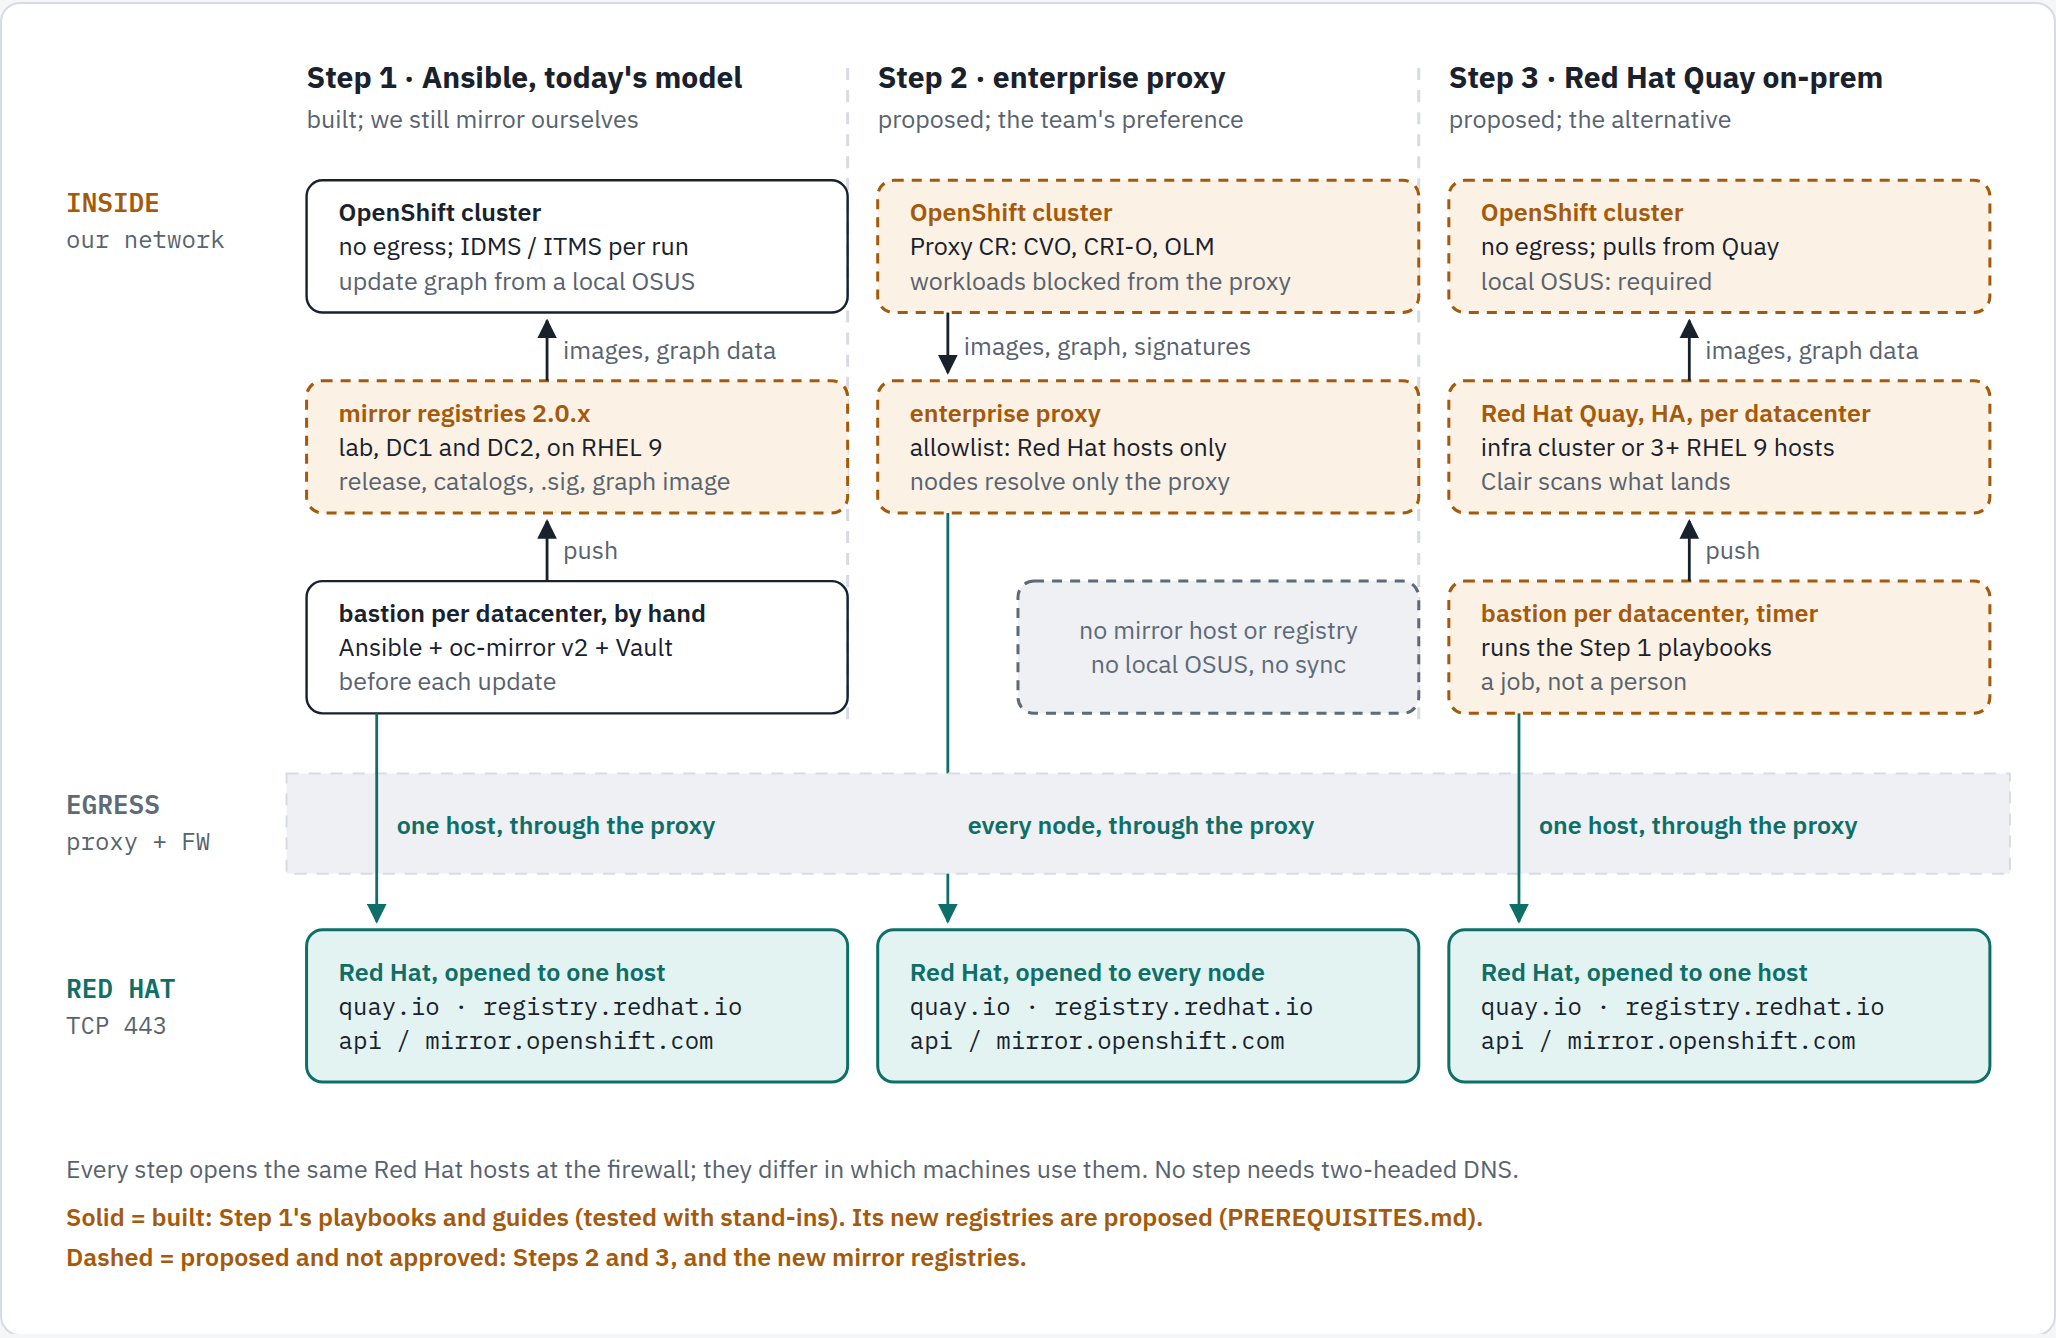 Step 1 · Ansible, today's model
built; we still mirror ourselves
Step 2 · enterprise proxy
proposed; the team's preference
Step 3 · Red Hat Quay on-prem
proposed; the alternative
INSIDE
our network
OpenShift cluster
no egress; IDMS / ITMS per run
update graph from a local OSUS
OpenShift cluster
Proxy CR: CVO, CRI-O, OLM
workloads blocked from the proxy
OpenShift cluster
no egress; pulls from Quay
local OSUS: required
images, graph data
images, graph, signatures
images, graph data
mirror registries 2.0.x
lab, DC1 and DC2, on RHEL 9
release, catalogs, .sig, graph image
enterprise proxy
allowlist: Red Hat hosts only
nodes resolve only the proxy
Red Hat Quay, HA, per datacenter
infra cluster or 3+ RHEL 9 hosts
Clair scans what lands
push
push
bastion per datacenter, by hand
Ansible + oc-mirror v2 + Vault
before each update
no mirror host or registry
no local OSUS, no sync
bastion per datacenter, timer
runs the Step 1 playbooks
a job, not a person
EGRESS
proxy + FW
one host, through the proxy
every node, through the proxy
one host, through the proxy
RED HAT
TCP 443
Red Hat, opened to one host
quay.io · registry.redhat.io
api / mirror.openshift.com
Red Hat, opened to every node
quay.io · registry.redhat.io
api / mirror.openshift.com
Red Hat, opened to one host
quay.io · registry.redhat.io
api / mirror.openshift.com
Every step opens the same Red Hat hosts at the firewall; they differ in which machines use them. No step needs two-headed DNS.
Solid = built: Step 1's playbooks and guides (tested with stand-ins). Its new registries are proposed (PREREQUISITES.md).
Dashed = proposed and not approved: Steps 2 and 3, and the new mirror registries.